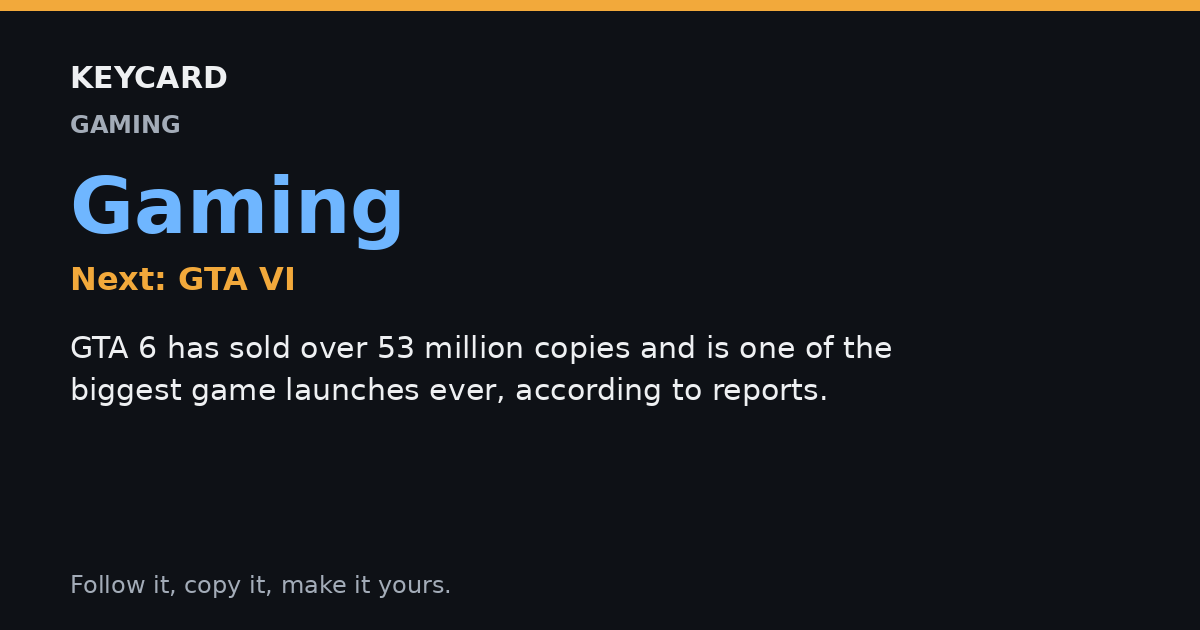 KEYCARD
GAMING
Gaming
Next: GTA VI
GTA 6 has sold over 53 million copies and is one of the
biggest game launches ever, according to reports.
Follow it, copy it, make it yours.